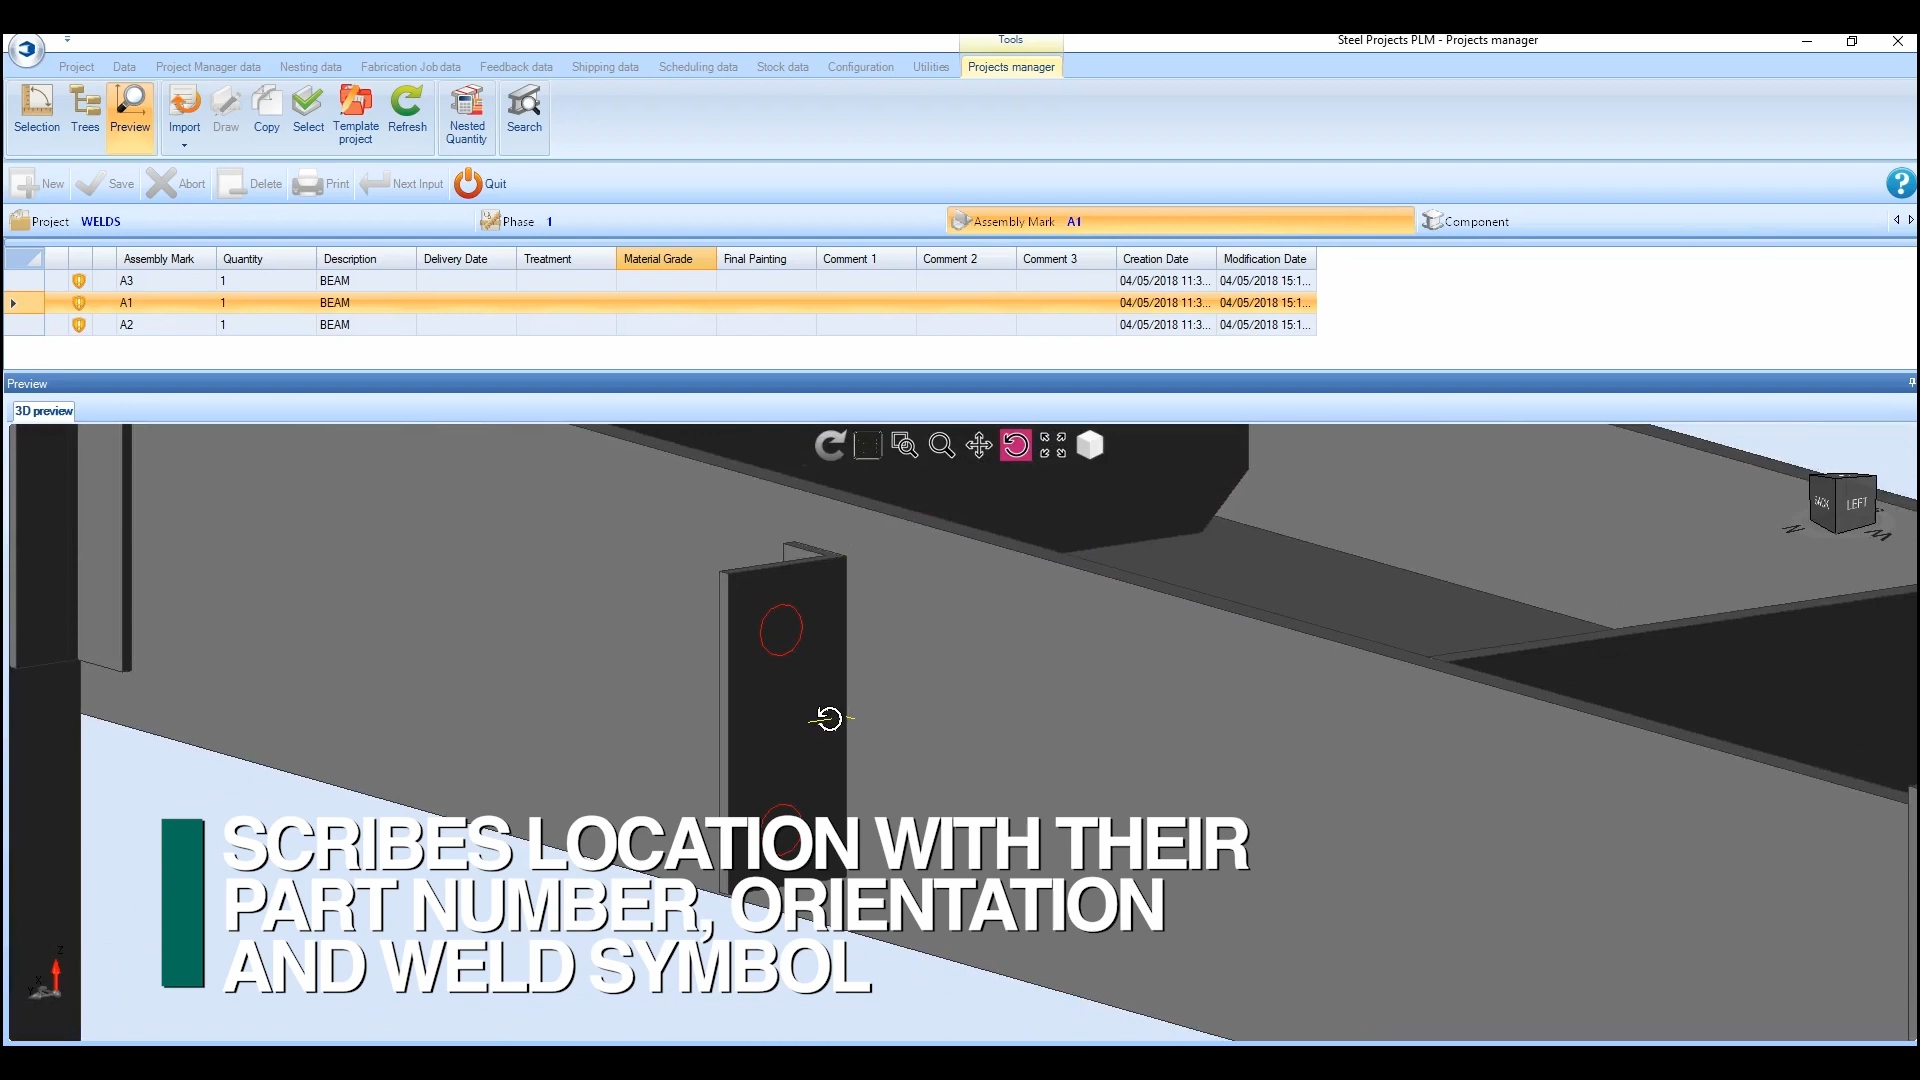 Tools
Steel Projects PLM - Projects manager
Project Data Project Manager data Nesting data Fabrication Job data Feedback data Shipping data Scheduling data Stock data Configuration Utilities Projects manager
Selection Trees Preview Import Draw Copy Select Template project Refresh Nested Quantity Search
New Save Abort Delete Print Next Input Quit
Project WELDS Phase 1 Assembly Mark A1 Component
Assembly Mark Quantity Description Delivery Date Treatment Material Grade Final Painting Comment 1 Comment 2 Comment 3 Creation Date Modification Date
A3 1 BEAM 04/05/2018 11:3... 04/05/2018 15:1...
A1 1 BEAM 04/05/2018 11:3... 04/05/2018 15:1...
A2 1 BEAM 04/05/2018 11:3... 04/05/2018 15:1...
Preview
3D preview
BACK LEFT
N W
SCRIBES LOCATION WITH THEIR
PART NUMBER, ORIENTATION
AND WELD SYMBOL
Z
X